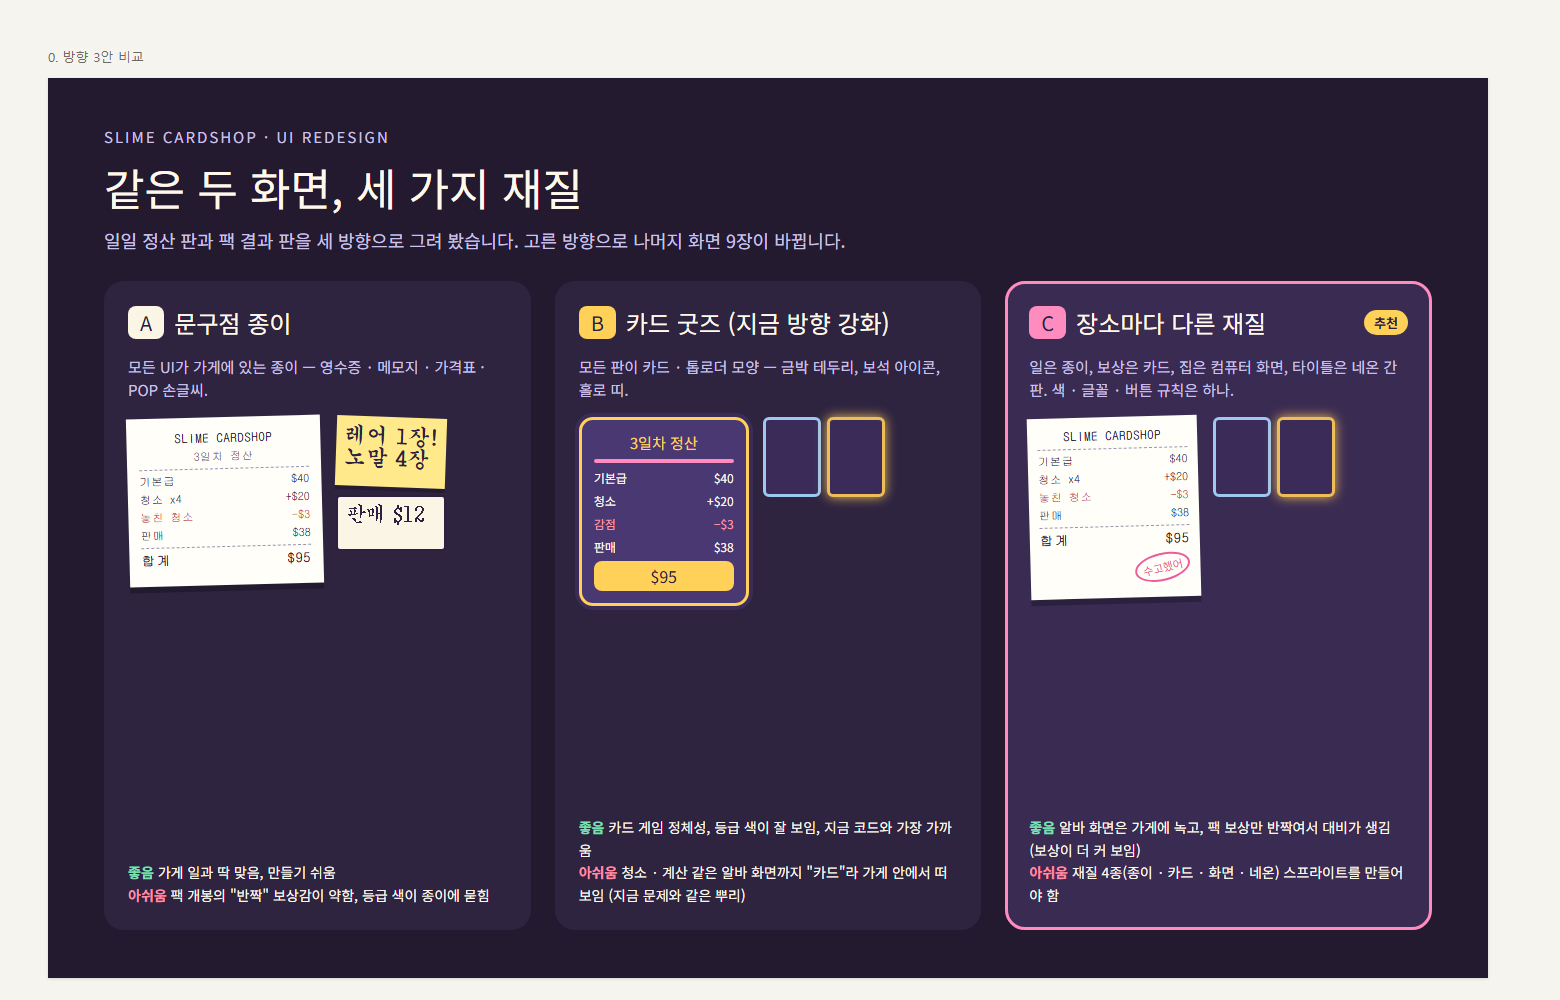 0. 방향 3안 비교
SLIME CARDSHOP · UI REDESIGN
같은 두 화면, 세 가지 재질
일일 정산 판과 팩 결과 판을 세 방향으로 그려 봤습니다. 고른 방향으로 나머지 화면 9장이 바뀝니다.
A 문구점 종이
모든 UI가 가게에 있는 종이 — 영수증 · 메모지 · 가격표 ·
POP 손글씨.
SLIME CARDSHOP
3일차 정산
기본급 $40
청소 x4 +$20
놓친 청소 −$3
판매 $38
합계 $95
레어 1장!
노말 4장
판매 $12
좋음 가게 일과 딱 맞음, 만들기 쉬움
아쉬움 팩 개봉의 "반짝" 보상감이 약함, 등급 색이 종이에 묻힘
B 카드 굿즈 (지금 방향 강화)
모든 판이 카드 · 톱로더 모양 — 금박 테두리, 보석 아이콘,
홀로 띠.
3일차 정산
기본급 $40
청소 +$20
감점 −$3
판매 $38
$95
좋음 카드 게임 정체성, 등급 색이 잘 보임, 지금 코드와 가장 가까
움
아쉬움 청소 · 계산 같은 알바 화면까지 "카드"라 가게 안에서 떠
보임 (지금 문제와 같은 뿌리)
C 장소마다 다른 재질 추천
일은 종이, 보상은 카드, 집은 컴퓨터 화면, 타이틀은 네온 간
판. 색 · 글꼴 · 버튼 규칙은 하나.
SLIME CARDSHOP
기본급 $40
청소 x4 +$20
놓친 청소 −$3
판매 $38
합계 $95
수고했어
좋음 알바 화면은 가게에 녹고, 팩 보상만 반짝여서 대비가 생김
(보상이 더 커 보임)
아쉬움 재질 4종(종이 · 카드 · 화면 · 네온) 스프라이트를 만들어
야 함